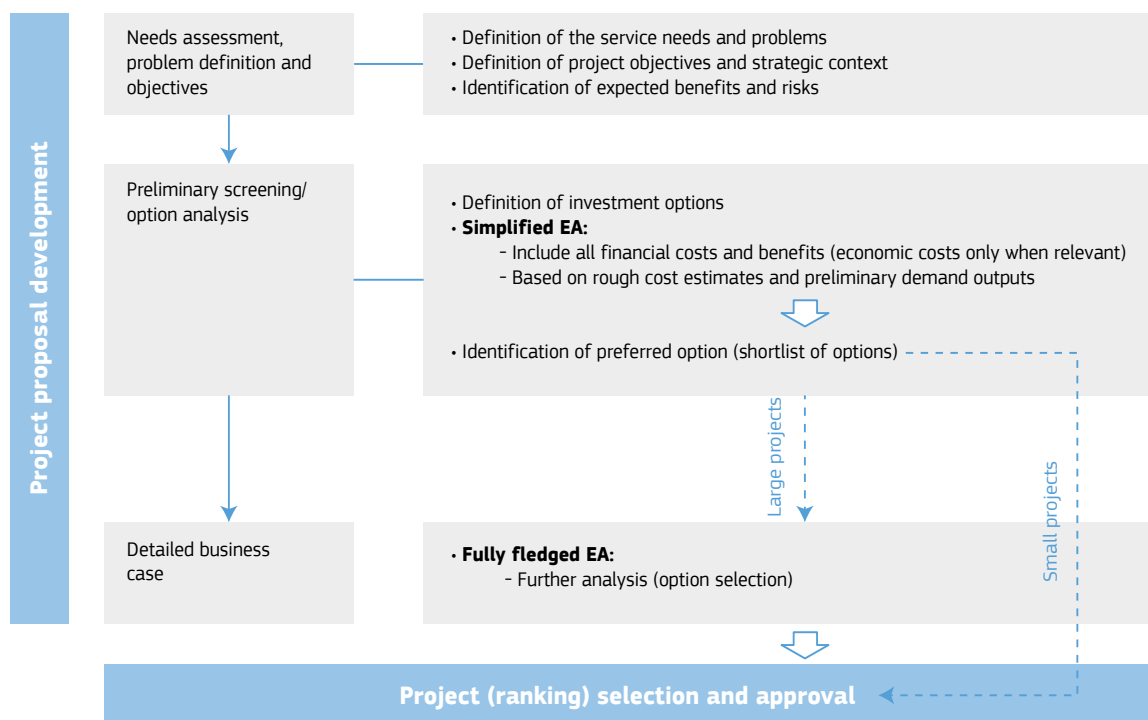 Project proposal development
Needs assessment,
problem definition and
objectives
• Definition of the service needs and problems
• Definition of project objectives and strategic context
• Identification of expected benefits and risks
Preliminary screening/
option analysis
• Definition of investment options
• Simplified EA:
- Include all financial costs and benefits (economic costs only when relevant)
- Based on rough cost estimates and preliminary demand outputs
• Identification of preferred option (shortlist of options)
Large projects
Small projects
Detailed business
case
• Fully fledged EA:
- Further analysis (option selection)
Project (ranking) selection and approval